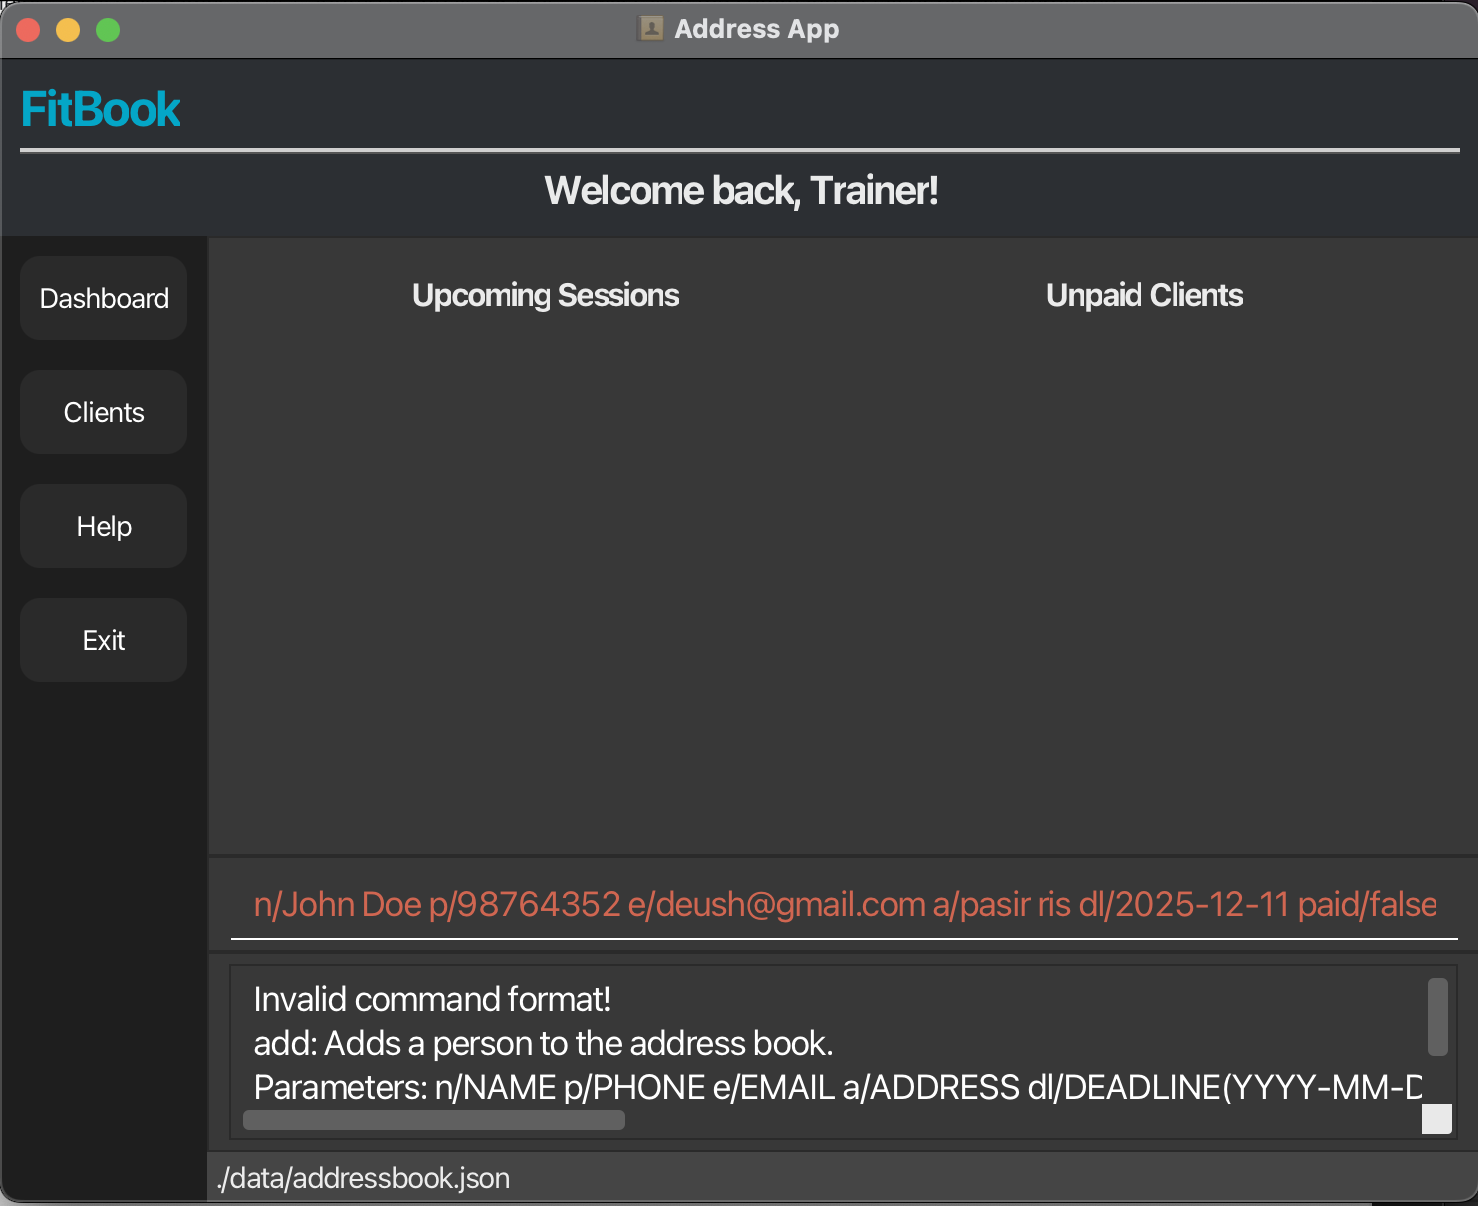 Address App
FitBook
Welcome back, Trainer!
Dashboard
Clients
Help
Exit
Upcoming Sessions
Unpaid Clients
n/John Doe p/98764352 e/deush@gmail.com a/pasir ris dl/2025-12-11 paid/false
Invalid command format!
add: Adds a person to the address book.
Parameters: n/NAME p/PHONE e/EMAIL a/ADDRESS dl/DEADLINE(YYYY-MM-D
./data/addressbook.json